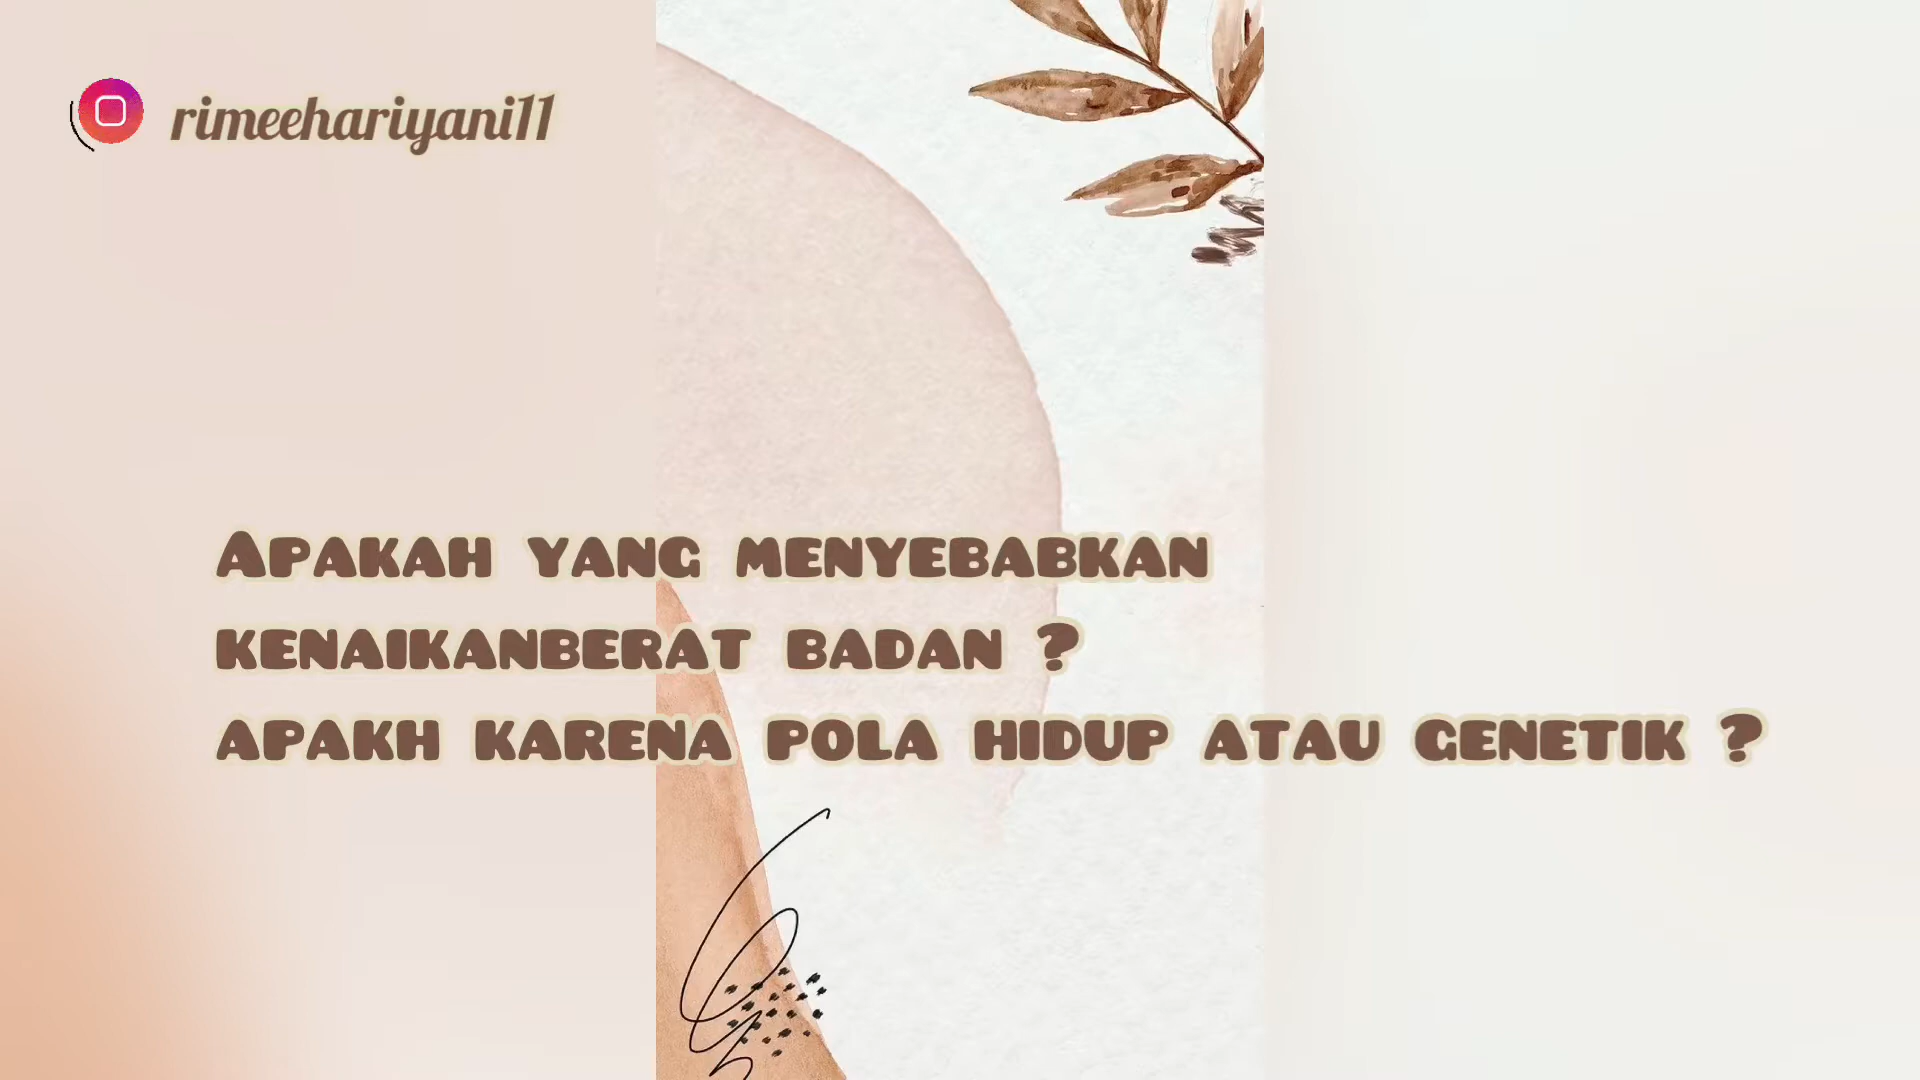 rimeehariyani11
Apakah yang menyebabkan
kenaikanberat badan ?
apakh karena pola hidup atau genetik ?